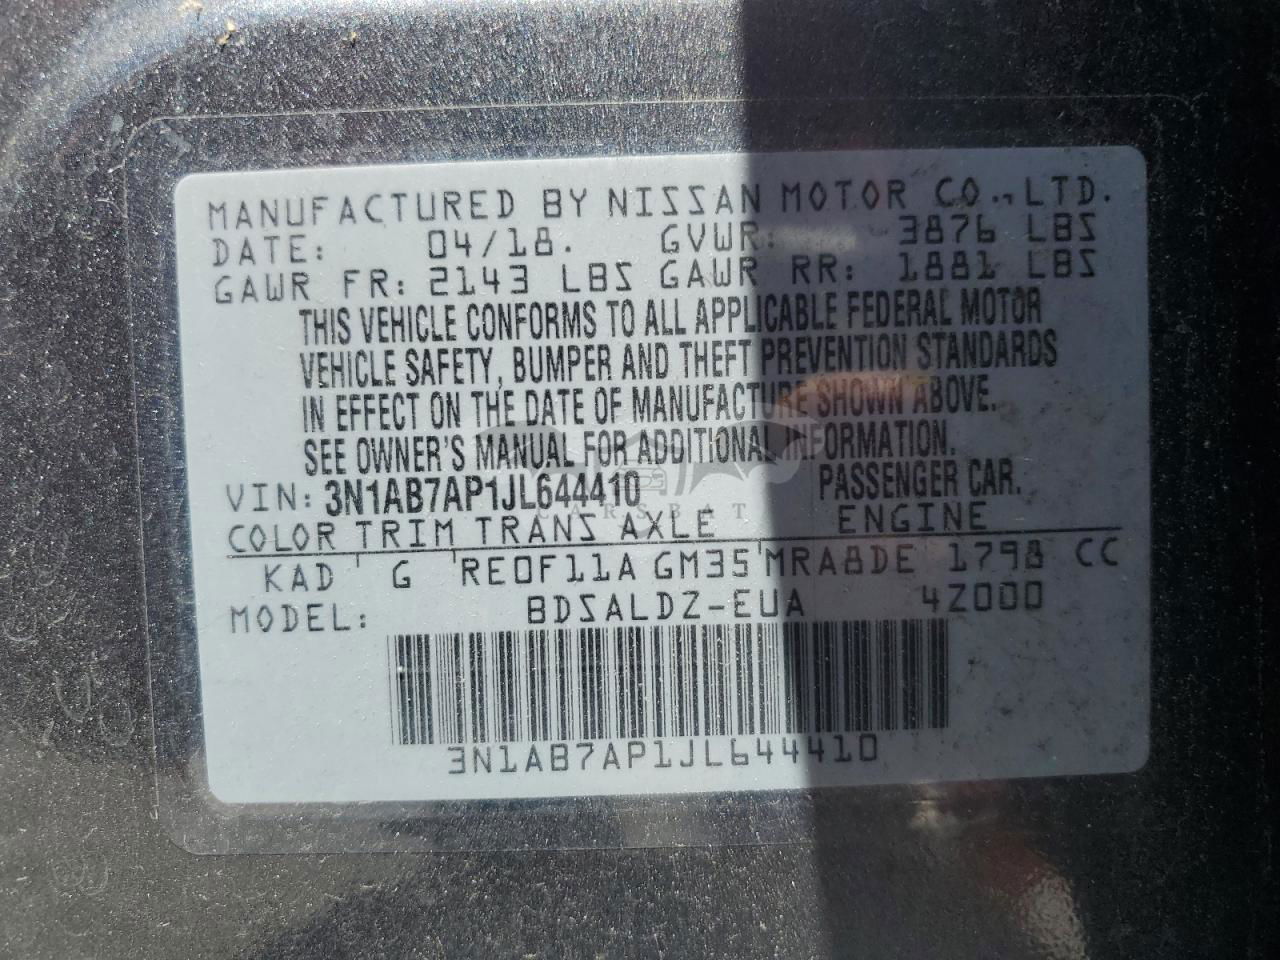 MANUFACTURED BY NISSAN MOTOR CO., LTD.
DATE: 04/18. GVWR: 3876 LBS
GAWR FR: 2143 LBS GAWR RR: 1881 LBS
THIS VEHICLE CONFORMS TO ALL APPLICABLE FEDERAL MOTOR
VEHICLE SAFETY, BUMPER AND THEFT PREVENTION STANDARDS
IN EFFECT ON THE DATE OF MANUFACTURE SHOWN ABOVE.
SEE OWNER'S MANUAL FOR ADDITIONAL INFORMATION.
VIN: 3N1AB7AP1JL644410 PASSENGER CAR.
CARSBAT
COLOR TRIM TRANS AXLE ENGINE
KAD G RE0F11A GM35 MRA8DE 1798 CC
MODEL: BDSALDZ-EUA 4Z000
3N1AB7AP1JL644410